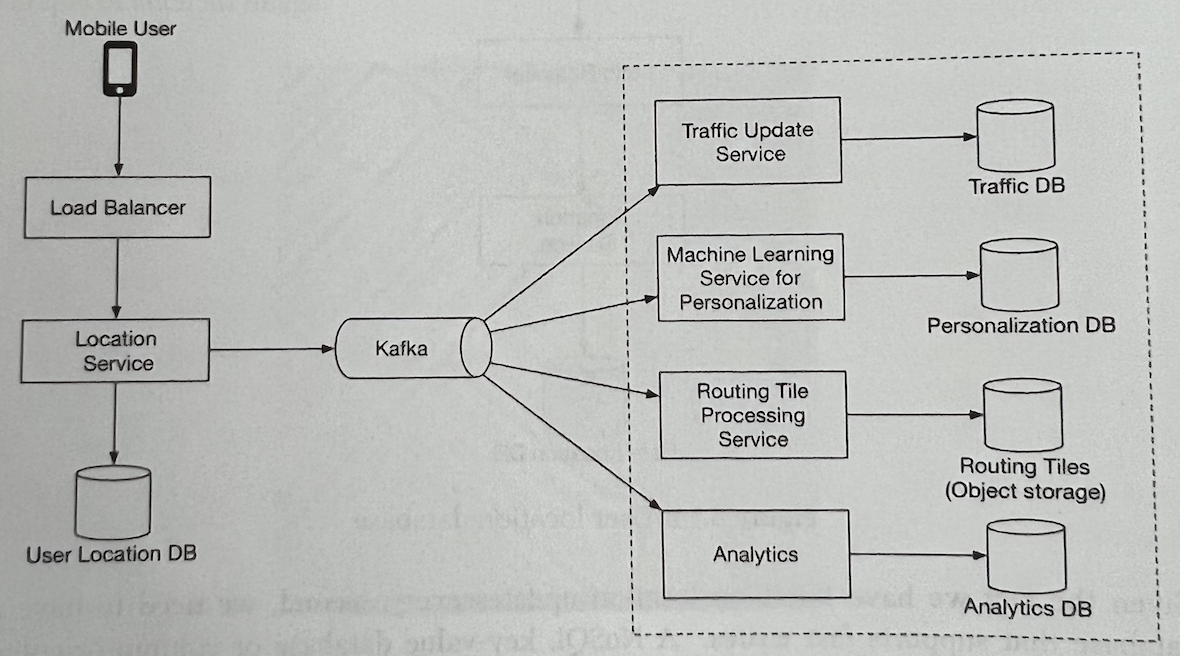 Mobile User
Load Balancer
Location
Service
User Location DB
Kafka
Traffic Update
Service
Traffic DB
Machine Learning
Service for
Personalization
Personalization DB
Routing Tile
Processing
Service
Routing Tiles
(Object storage)
Analytics
Analytics DB